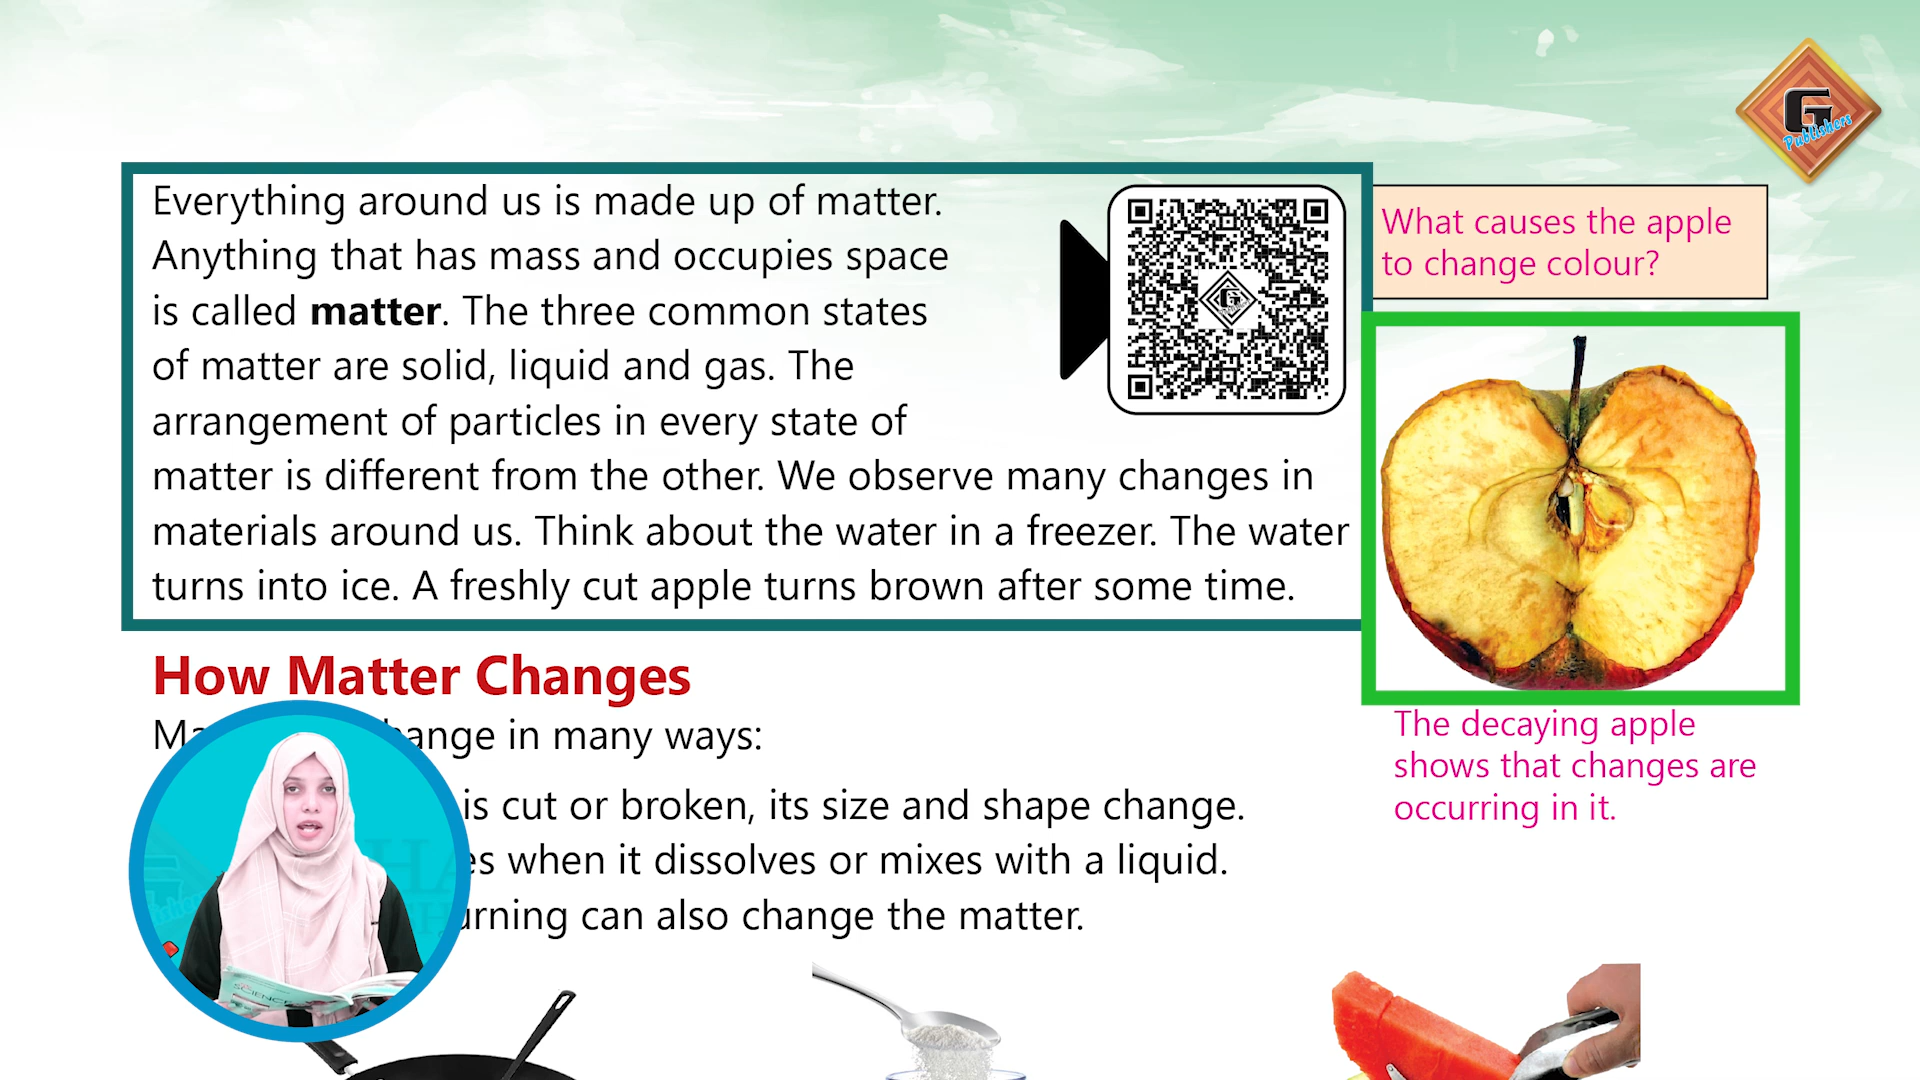 Everything around us is made up of matter.
Anything that has mass and occupies space
is called matter. The three common states
of matter are solid, liquid and gas. The
arrangement of particles in every state of
matter is different from the other. We observe many changes in
materials around us. Think about the water in a freezer. The water
turns into ice. A freshly cut apple turns brown after some time.
G
Publishers
What causes the apple
to change colour?
The decaying apple
shows that changes are
occurring in it.
How Matter Changes
ange in many ways:
is cut or broken, its size and shape change.
when it dissolves or mixes with a liquid.
urning can also change the matter.
SCIENCE